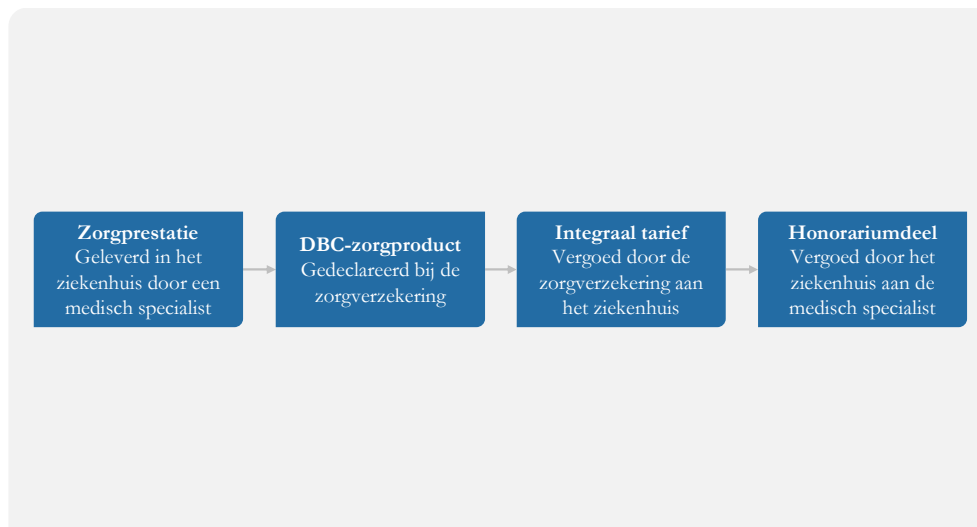 Zorgprestatie
Geleverd in het
ziekenhuis door een
medisch specialist
DBC-zorgproduct
Gedeclareerd bij de
zorgverzekering
Integraal tarief
Vergoed door de
zorgverzekering aan
het ziekenhuis
Honorariumdeel
Vergoed door het
ziekenhuis aan de
medisch specialist